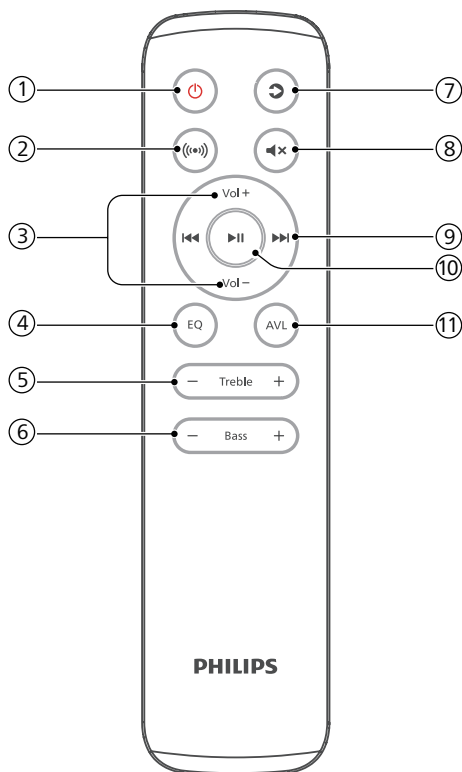 ① ⑦
② ⑧
Vol +
③ ⑨
⑩
Vol −
④ EQ AVL ⑪
⑤ − Treble +
⑥ − Bass +
PHILIPS